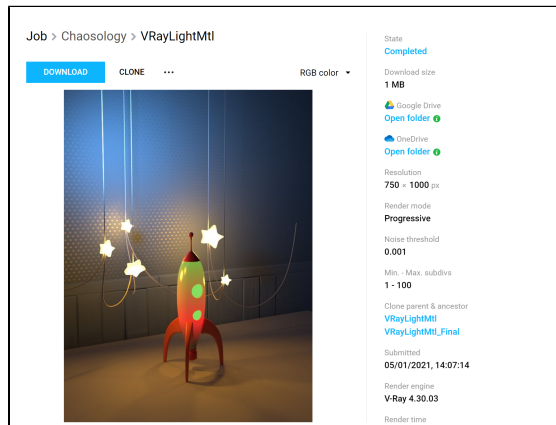 Job > Chaosology > VRayLightMtl
DOWNLOAD CLONE ••• RGB color
State
Completed
Download size
1 MB
Google Drive
Open folder
OneDrive
Open folder
Resolution
750 × 1000 px
Render mode
Progressive
Noise threshold
0.001
Min. - Max. subdivs
1 - 100
Clone parent & ancestor
VRayLightMtl
VRayLightMtl_Final
Submitted
05/01/2021, 14:07:14
Render engine
V-Ray 4.30.03
Render time